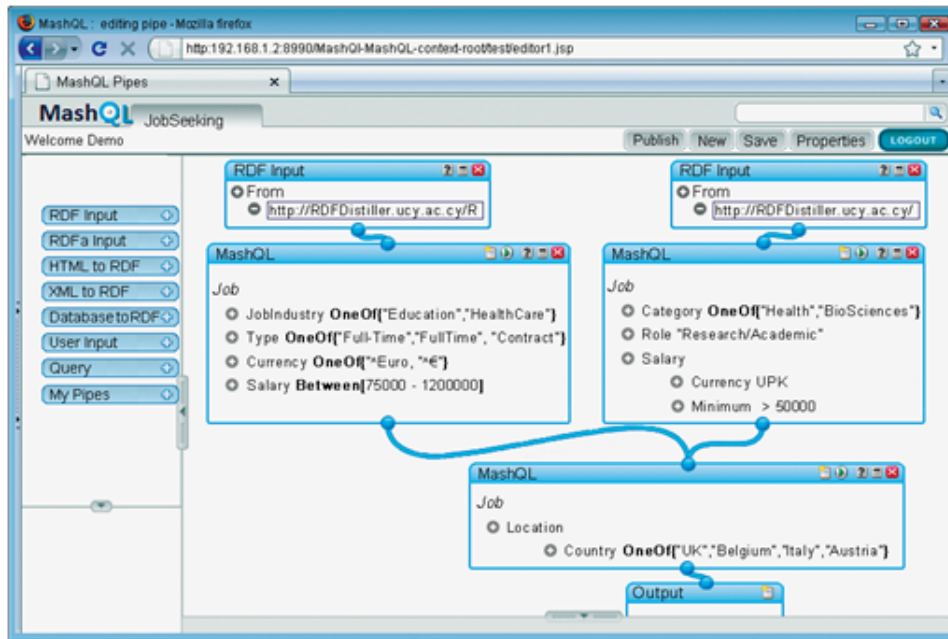 MashQL : editing pipe - Mozilla firefox
http:192.168.1.2:8990/MashQl-MashQL-context-root/test/editor1.jsp
MashQL Pipes
MashQL JobSeeking
Welcome Demo
Publish New Save Properties LOGOUT
RDF Input
RDFa Input
HTML to RDF
XML to RDF
DatabasetoRDF
User Input
Query
My Pipes
RDF Input
From
http://RDFDistiller.ucy.ac.cy/R
RDF Input
From
http://RDFDistiller.ucy.ac.cy/
MashQL
Job
JobIndustry OneOf{"Education","HealthCare"}
Type OneOf{"Full-Time","FullTime", "Contract"}
Currency OneOf{"^Euro, "^€"}
Salary Between[75000 - 1200000]
MashQL
Job
Category OneOf{"Health","BioSciences"}
Role "Research/Academic"
Salary
Currency UPK
Minimum > 50000
MashQL
Job
Location
Country OneOf{"UK","Belgium","Italy","Austria"}
Output